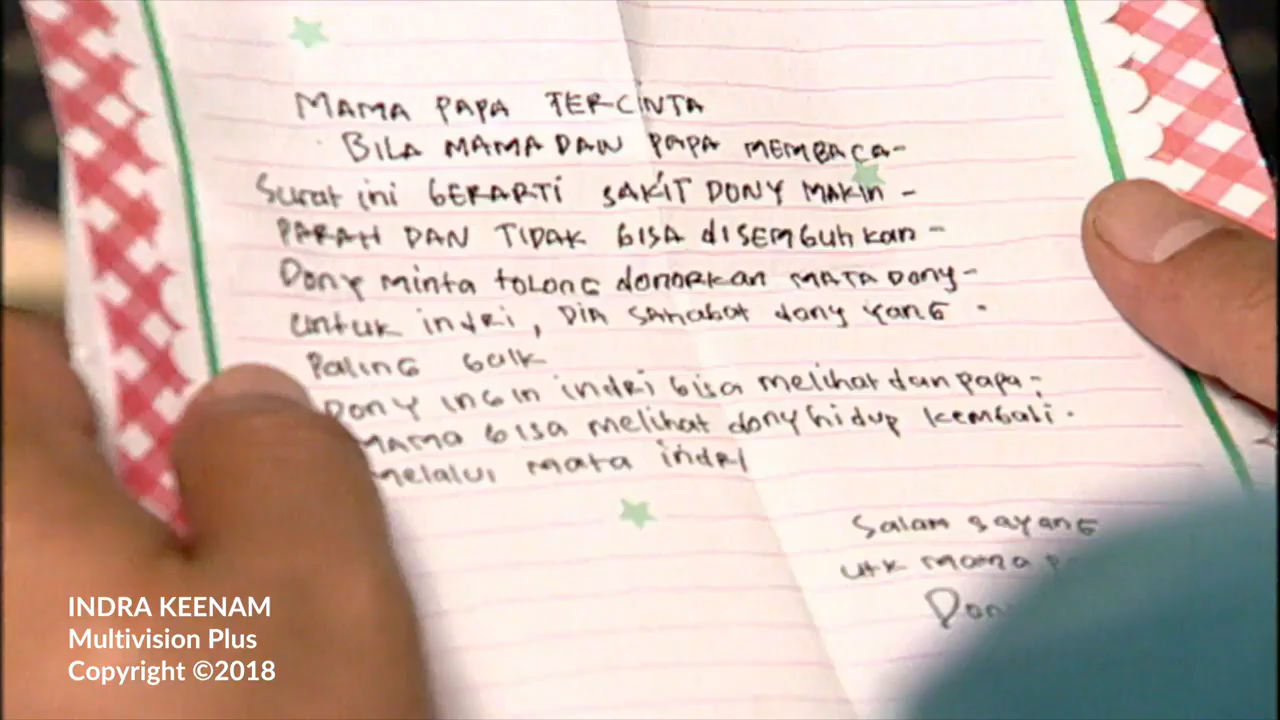 MAMA PAPA TERCINTA
BILA MAMA DAN PAPA MEMBACA-
Surat ini BERARTI SAKIT DONY MAKIN -
PARAH DAN TIDAK BISA disEMBuhkan -
Dony minta toLonG donorkan MATA Dony-
untuk indri, DIA sahabat dony yang -
Paling baik
DONY inGin indri bisa melihat dan papa -
MAMA bisa melihat dony hidup kembali -
melalui mata indri
Salam sayanG
utk mama
INDRA KEENAM
Multivision Plus
Copyright ©2018